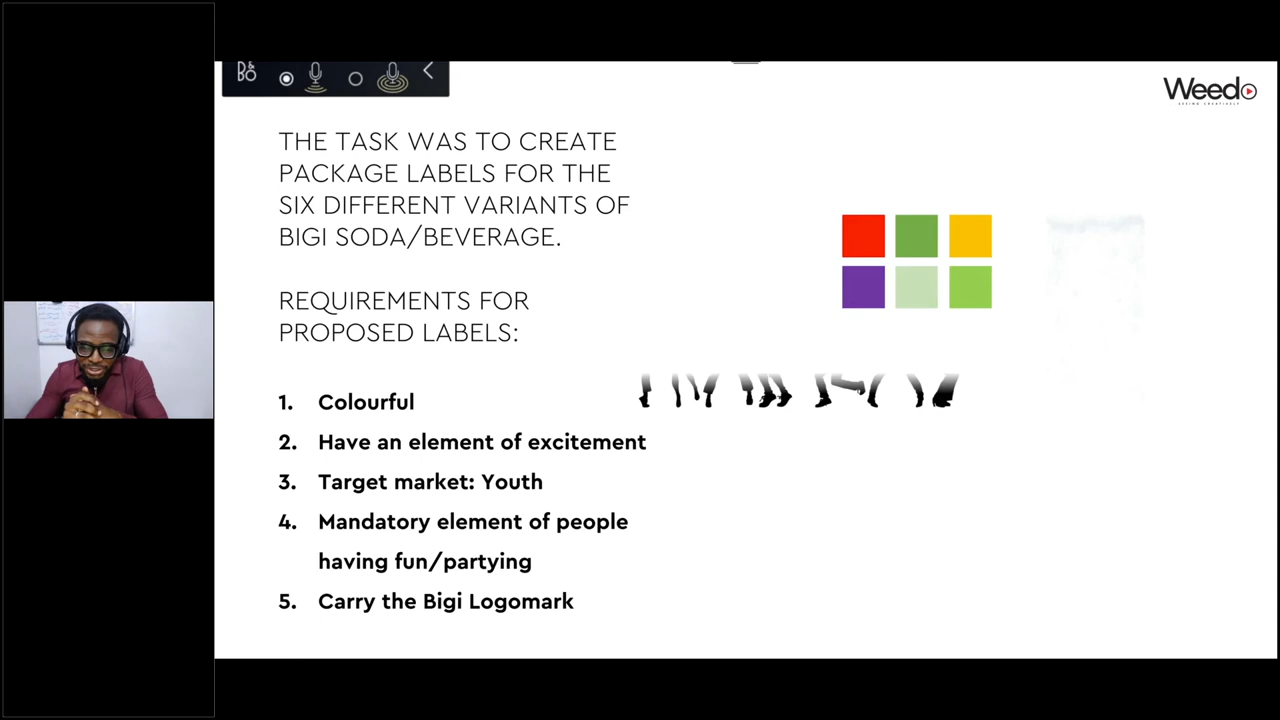 Weedo
SEEING CREATIVELY
THE TASK WAS TO CREATE
PACKAGE LABELS FOR THE
SIX DIFFERENT VARIANTS OF
BIGI SODA/BEVERAGE.
REQUIREMENTS FOR
PROPOSED LABELS:
1. Colourful
2. Have an element of excitement
3. Target market: Youth
4. Mandatory element of people
having fun/partying
5. Carry the Bigi Logomark